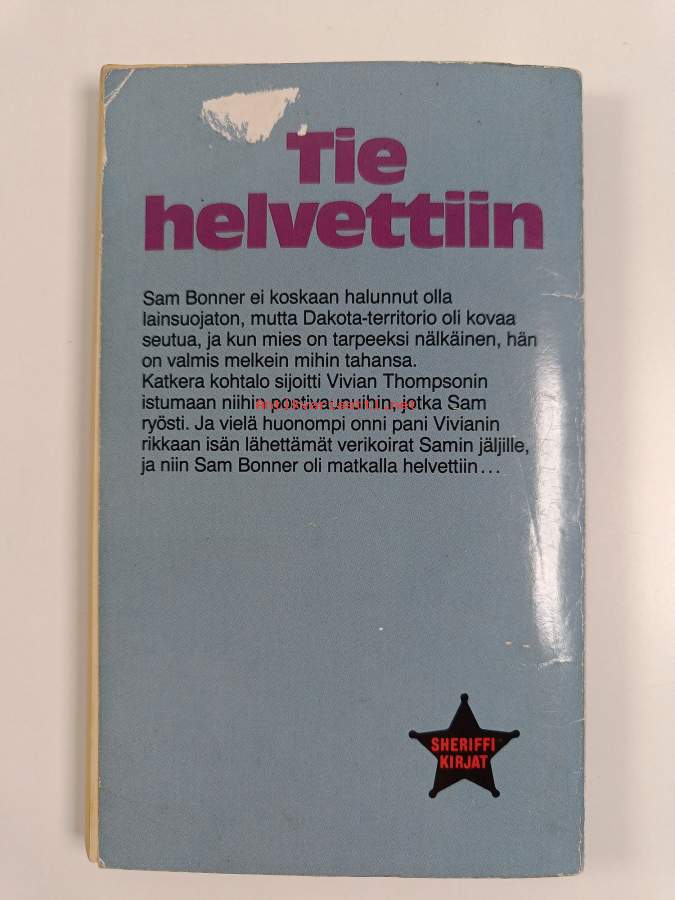 Tie
helvettiin
Sam Bonner ei koskaan halunnut olla
lainsuojaton, mutta Dakota-territorio oli kovaa
seutua, ja kun mies on tarpeeksi nälkäinen, hän
on valmis melkein mihin tahansa.
Katkera kohtalo sijoitti Vivian Thompsonin
istumaan niihin postivaunuihin, jotka Sam
ryösti. Ja vielä huonompi onni pani Vivianin
rikkaan isän lähettämät verikoirat Samin jäljille,
ja niin Sam Bonner oli matkalla helvettiin...
SHERIFFI
KIRJAT